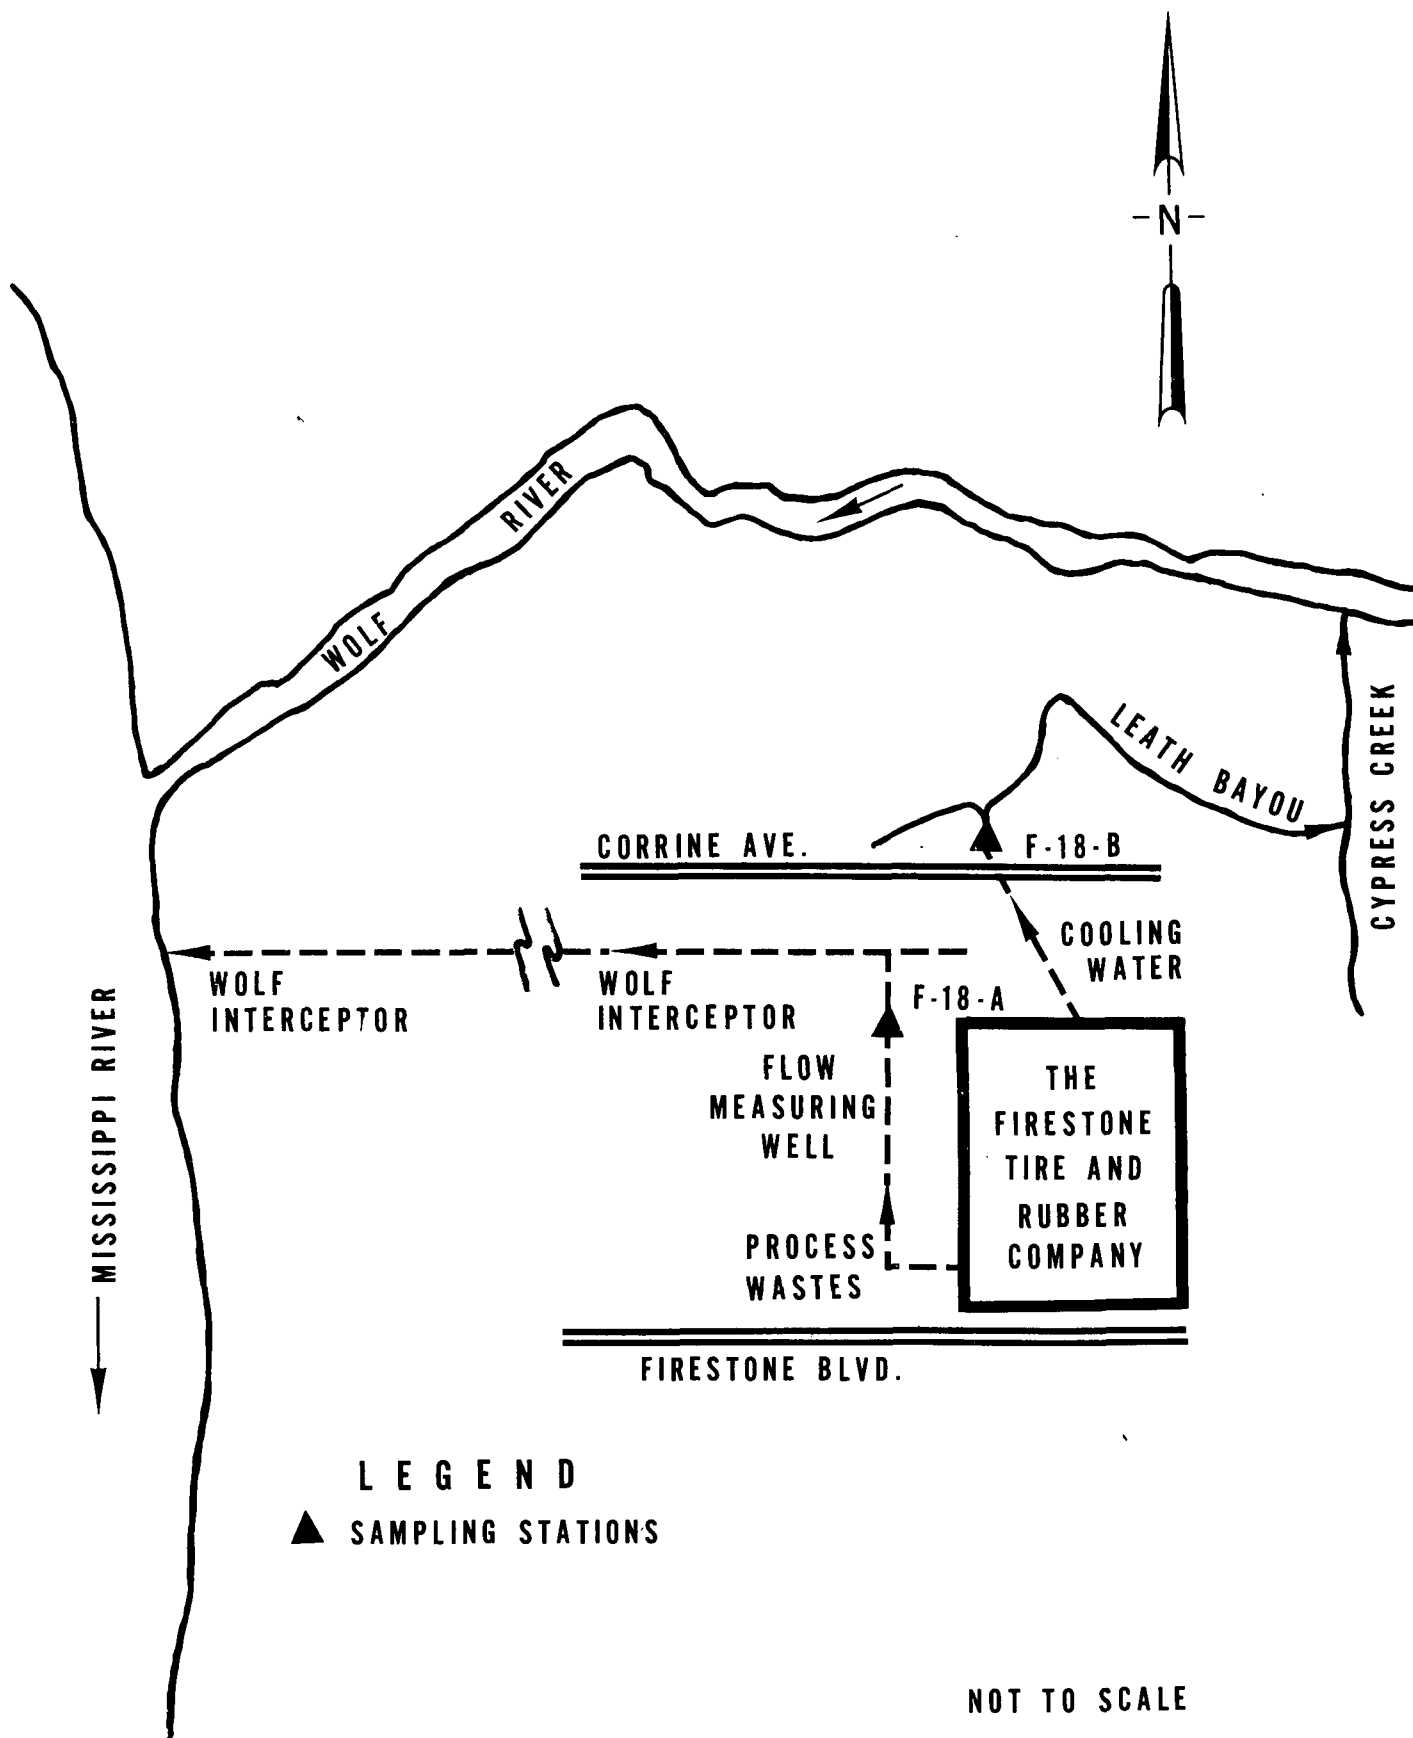 - N -
WOLF RIVER
LEATH BAYOU
CYPRESS CREEK
CORRINE AVE.
F-18-B
COOLING
WATER
WOLF
INTERCEPTOR
WOLF
INTERCEPTOR
F-18-A
MISSISSIPPI RIVER
FLOW
MEASURING
WELL
THE
FIRESTONE
TIRE AND
RUBBER
COMPANY
PROCESS
WASTES
FIRESTONE BLVD.
LEGEND
SAMPLING STATIONS
NOT TO SCALE